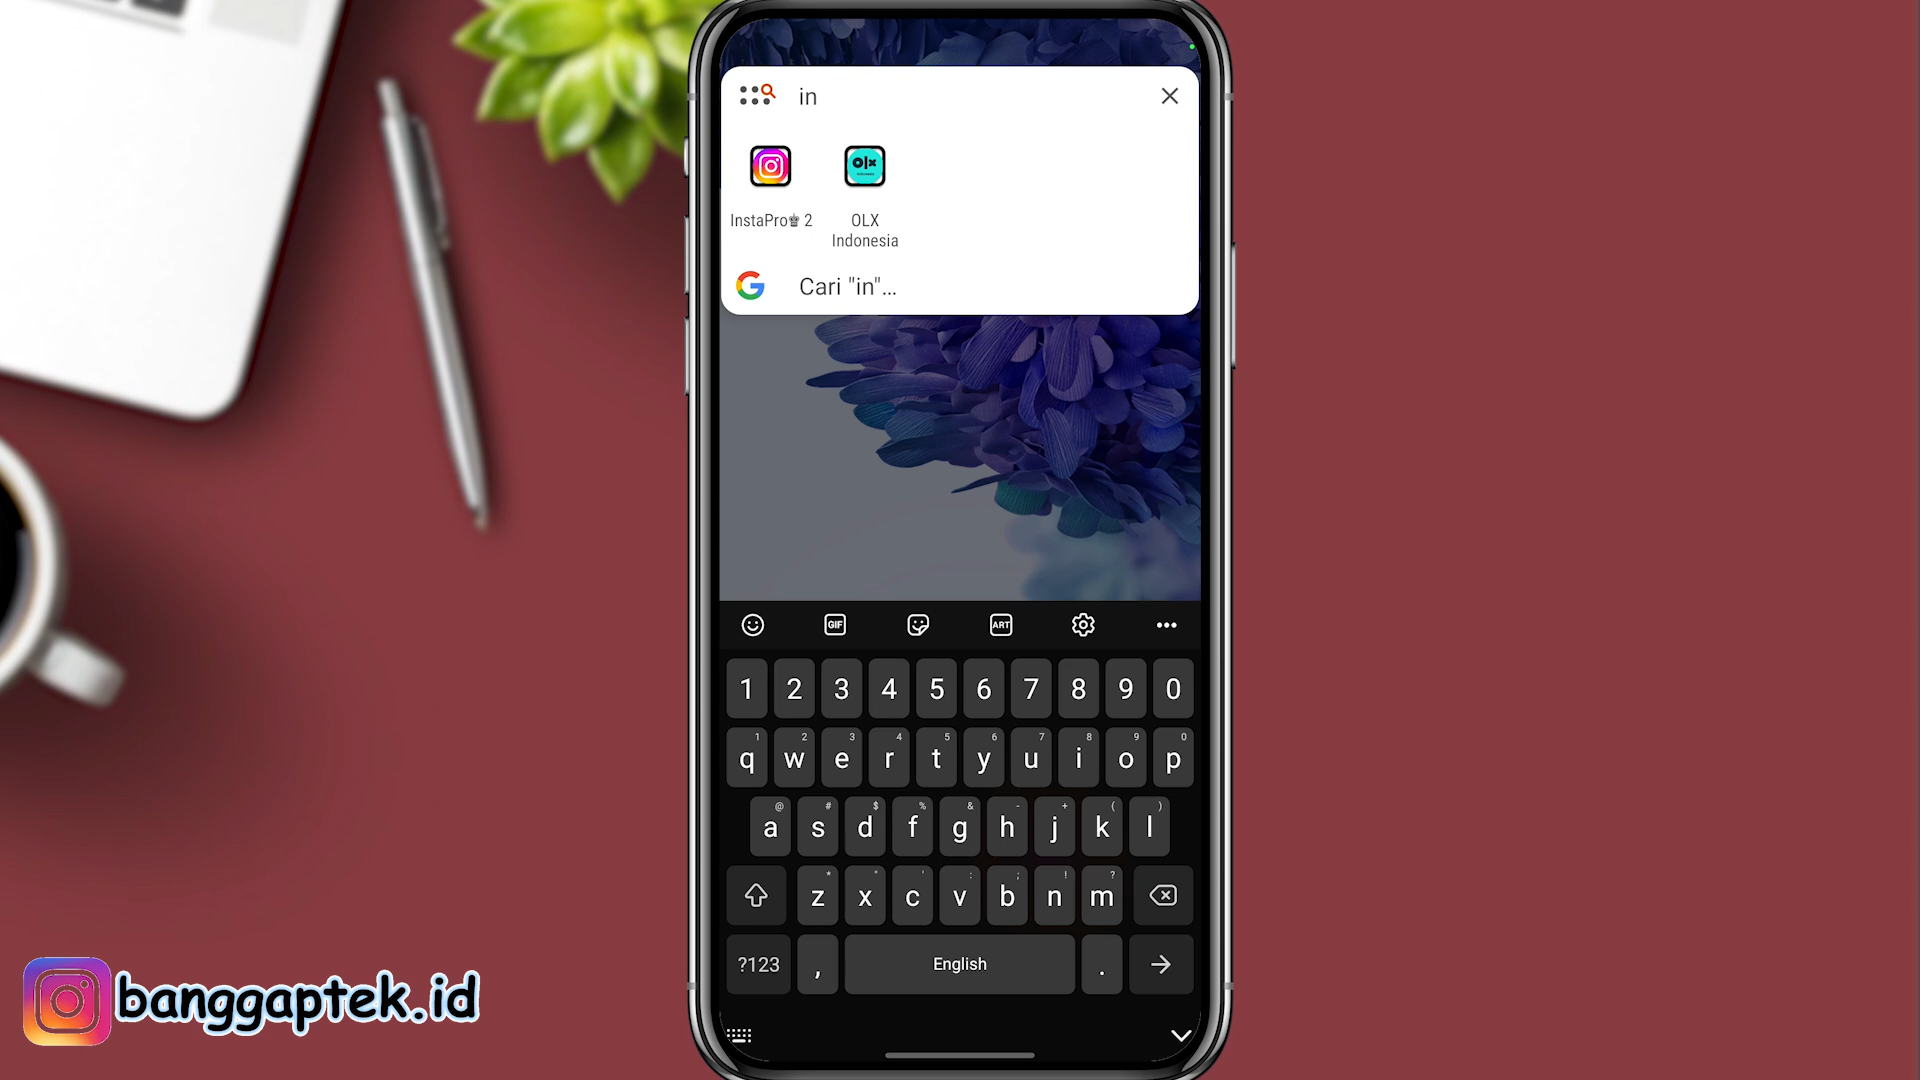 in
InstaPro♚ 2
OLX
Indonesia
olx
Cari "in"...
GIF
ART
1 2 3 4 5 6 7 8 9 0
q w e r t y u i o p
a s d f g h j k l
z x c v b n m
?123 , English . 
banggaptek.id